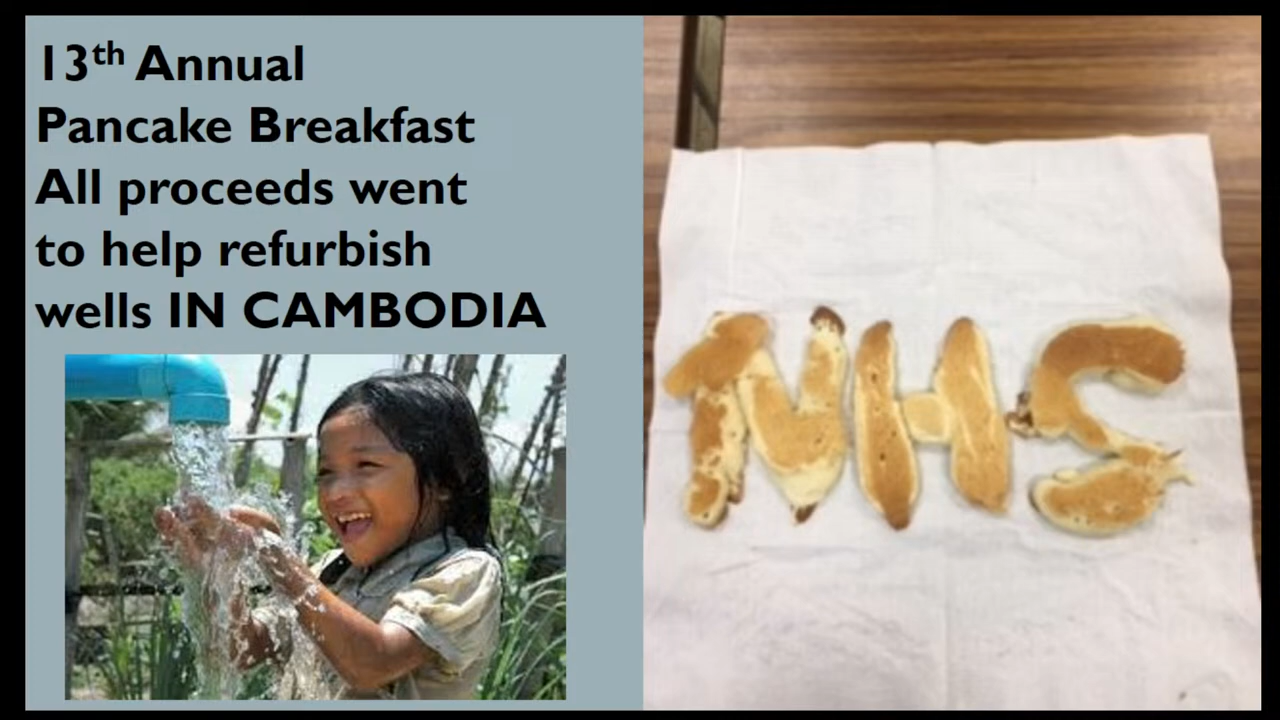 13th Annual
Pancake Breakfast
All proceeds went
to help refurbish
wells IN CAMBODIA
NHS